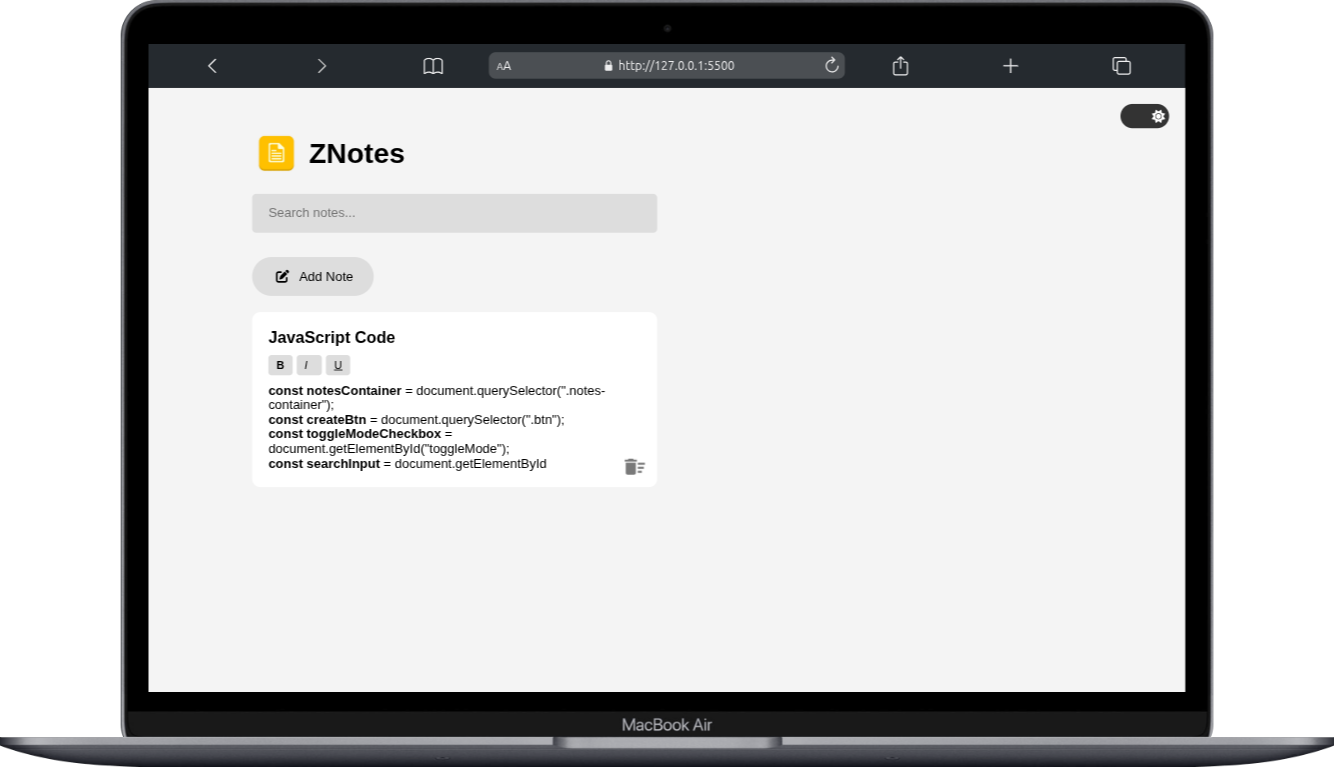 AA http://127.0.0.1:5500
ZNotes
Search notes...
Add Note
JavaScript Code
B I U
const notesContainer = document.querySelector(".notes-
container");
const createBtn = document.querySelector(".btn");
const toggleModeCheckbox =
document.getElementById("toggleMode");
const searchInput = document.getElementById
MacBook Air